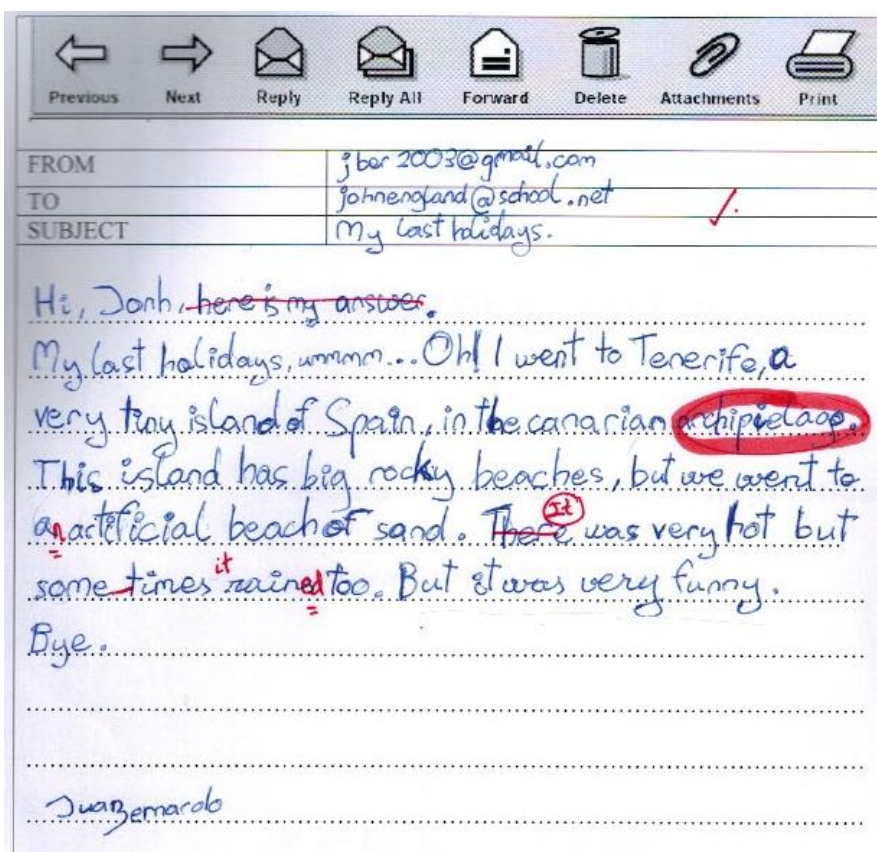 Previous Next Reply Reply All Forward Delete Attachments Print
FROM jber2003@gmail.com
TO johnengland@school.net
SUBJECT My last holidays.
Hi, Jonh, here is my answer.
My last holidays, ummmm... Oh! I went to Tenerife, a
very tiny island of Spain, in the canarian archipielago.
This island has big rocky beaches, but we went to
an actificial beach of sand. There It was very hot but
some times it rained too. But it was very funny.
Bye.
Juan Bernardo